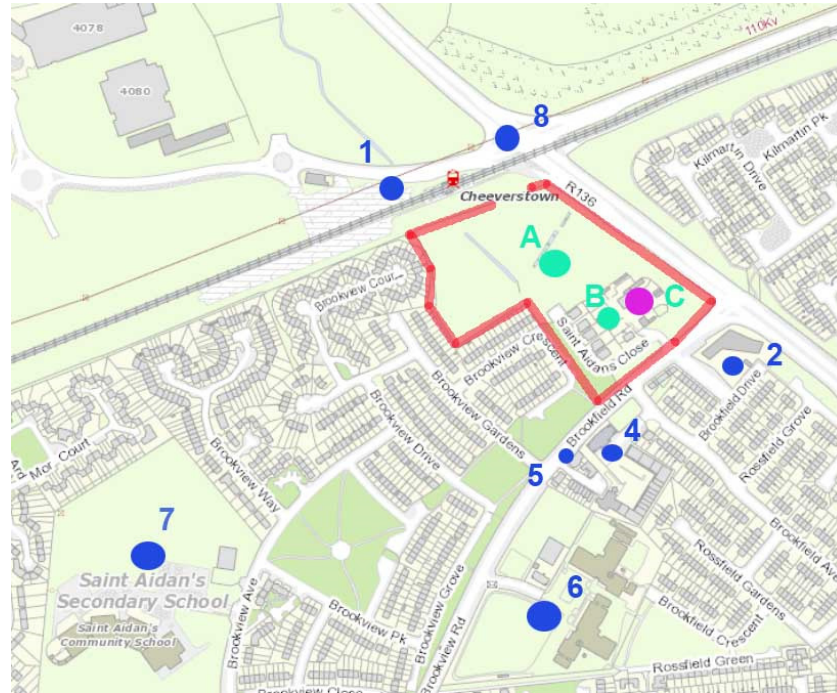 4078
4080
110Kv
8
Kilmartin Pk
Kilmartin Drive
1
Cheeverstown
R136
A
B
C
Brookview Cour
Saint Aidans Close
Brookview Crescent
2
Brookfield Drive
Brookfield Rd
Brookview Gardens
Rossfield Grove
4
5
Ard
Mor Court
Brookview Drive
Brookview Way
7
Saint Aidan's
Secondary School
Saint Aidan's
Community School
Brookview Ave
Brookview Grove
Brookview Pk
Brookview Rd
6
Brookfield Ave
Rossfield Gardens
Brookfield Crescent
Rossfield Green
Brookview Close